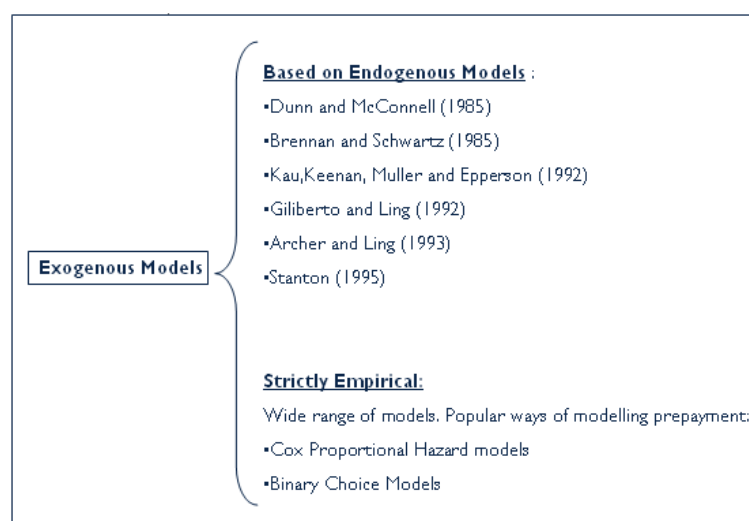 Exogenous Models
Based on Endogenous Models :
▪Dunn and McConnell (1985)
▪Brennan and Schwartz (1985)
▪Kau,Keenan, Muller and Epperson (1992)
▪Giliberto and Ling (1992)
▪Archer and Ling (1993)
▪Stanton (1995)
Strictly Empirical:
Wide range of models. Popular ways of modelling prepayment:
▪Cox Proportional Hazard models
▪Binary Choice Models